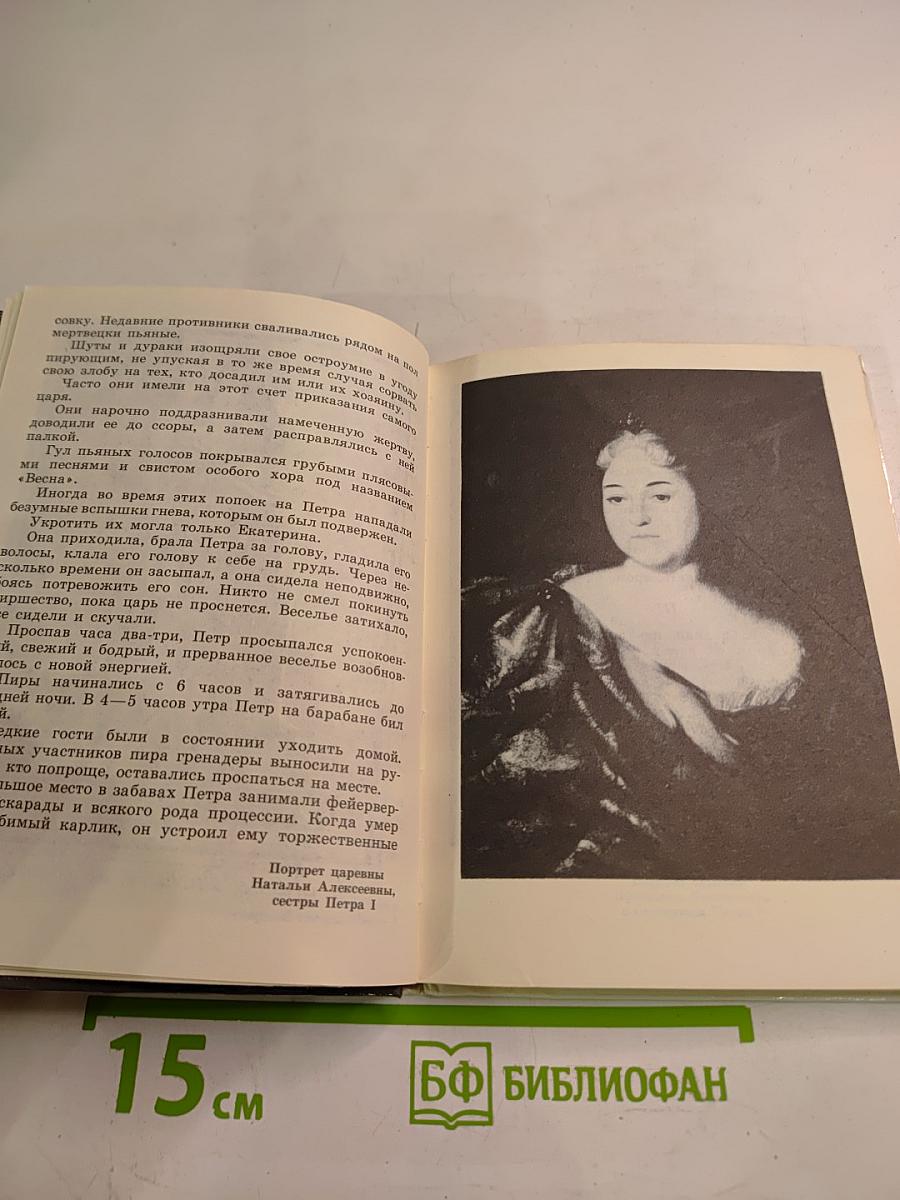 совку. Недавние противники сваливались рядом на пол
мертвецки пьяные.
Шуты и дураки изощряли свое остроумие в угоду
пирующим, не упуская в то же время случая сорвать
свою злобу на тех, кто досадил им или их хозяину.
Часто они имели на этот счет приказания самого
царя.
Они нарочно поддразнивали намеченную жертву,
доводили ее до ссоры, а затем расправлялись с ней
палкой.
Гул пьяных голосов покрывался грубыми плясовы-
ми песнями и свистом особого хора под названием
«Весна».
Иногда во время этих попоек на Петра нападали
безумные вспышки гнева, которым он был подвержен.
Укротить их могла только Екатерина.
Она приходила, брала Петра за голову, гладила его
волосы, клала его голову к себе на грудь. Через не-
сколько времени он засыпал, а она сидела неподвижно,
боясь потревожить его сон. Никто не смел покинуть
иршество, пока царь не проснется. Веселье затихало,
е сидели и скучали.
Проспав часа два-три, Петр просыпался успокоен-
й, свежий и бодрый, и прерванное веселье возобнов-
лось с новой энергией.
Пиры начинались с 6 часов и затягивались до
дней ночи. В 4—5 часов утра Петр на барабане бил
й.
едкие гости были в состоянии уходить домой.
ных участников пира гренадеры выносили на ру-
кто попроще, оставались проспаться на месте.
льшое место в забавах Петра занимали фейервер-
скарады и всякого рода процессии. Когда умер
бимый карлик, он устроил ему торжественные
Портрет царевны
Натальи Алексеевны,
сестры Петра I
15 см
БФ БИБЛИОФАН